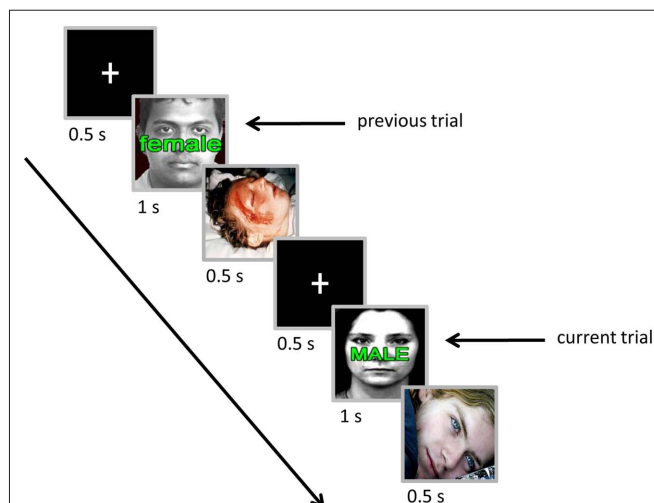 0.5 s
female
previous trial
1 s
0.5 s
0.5 s
MALE
current trial
1 s
0.5 s